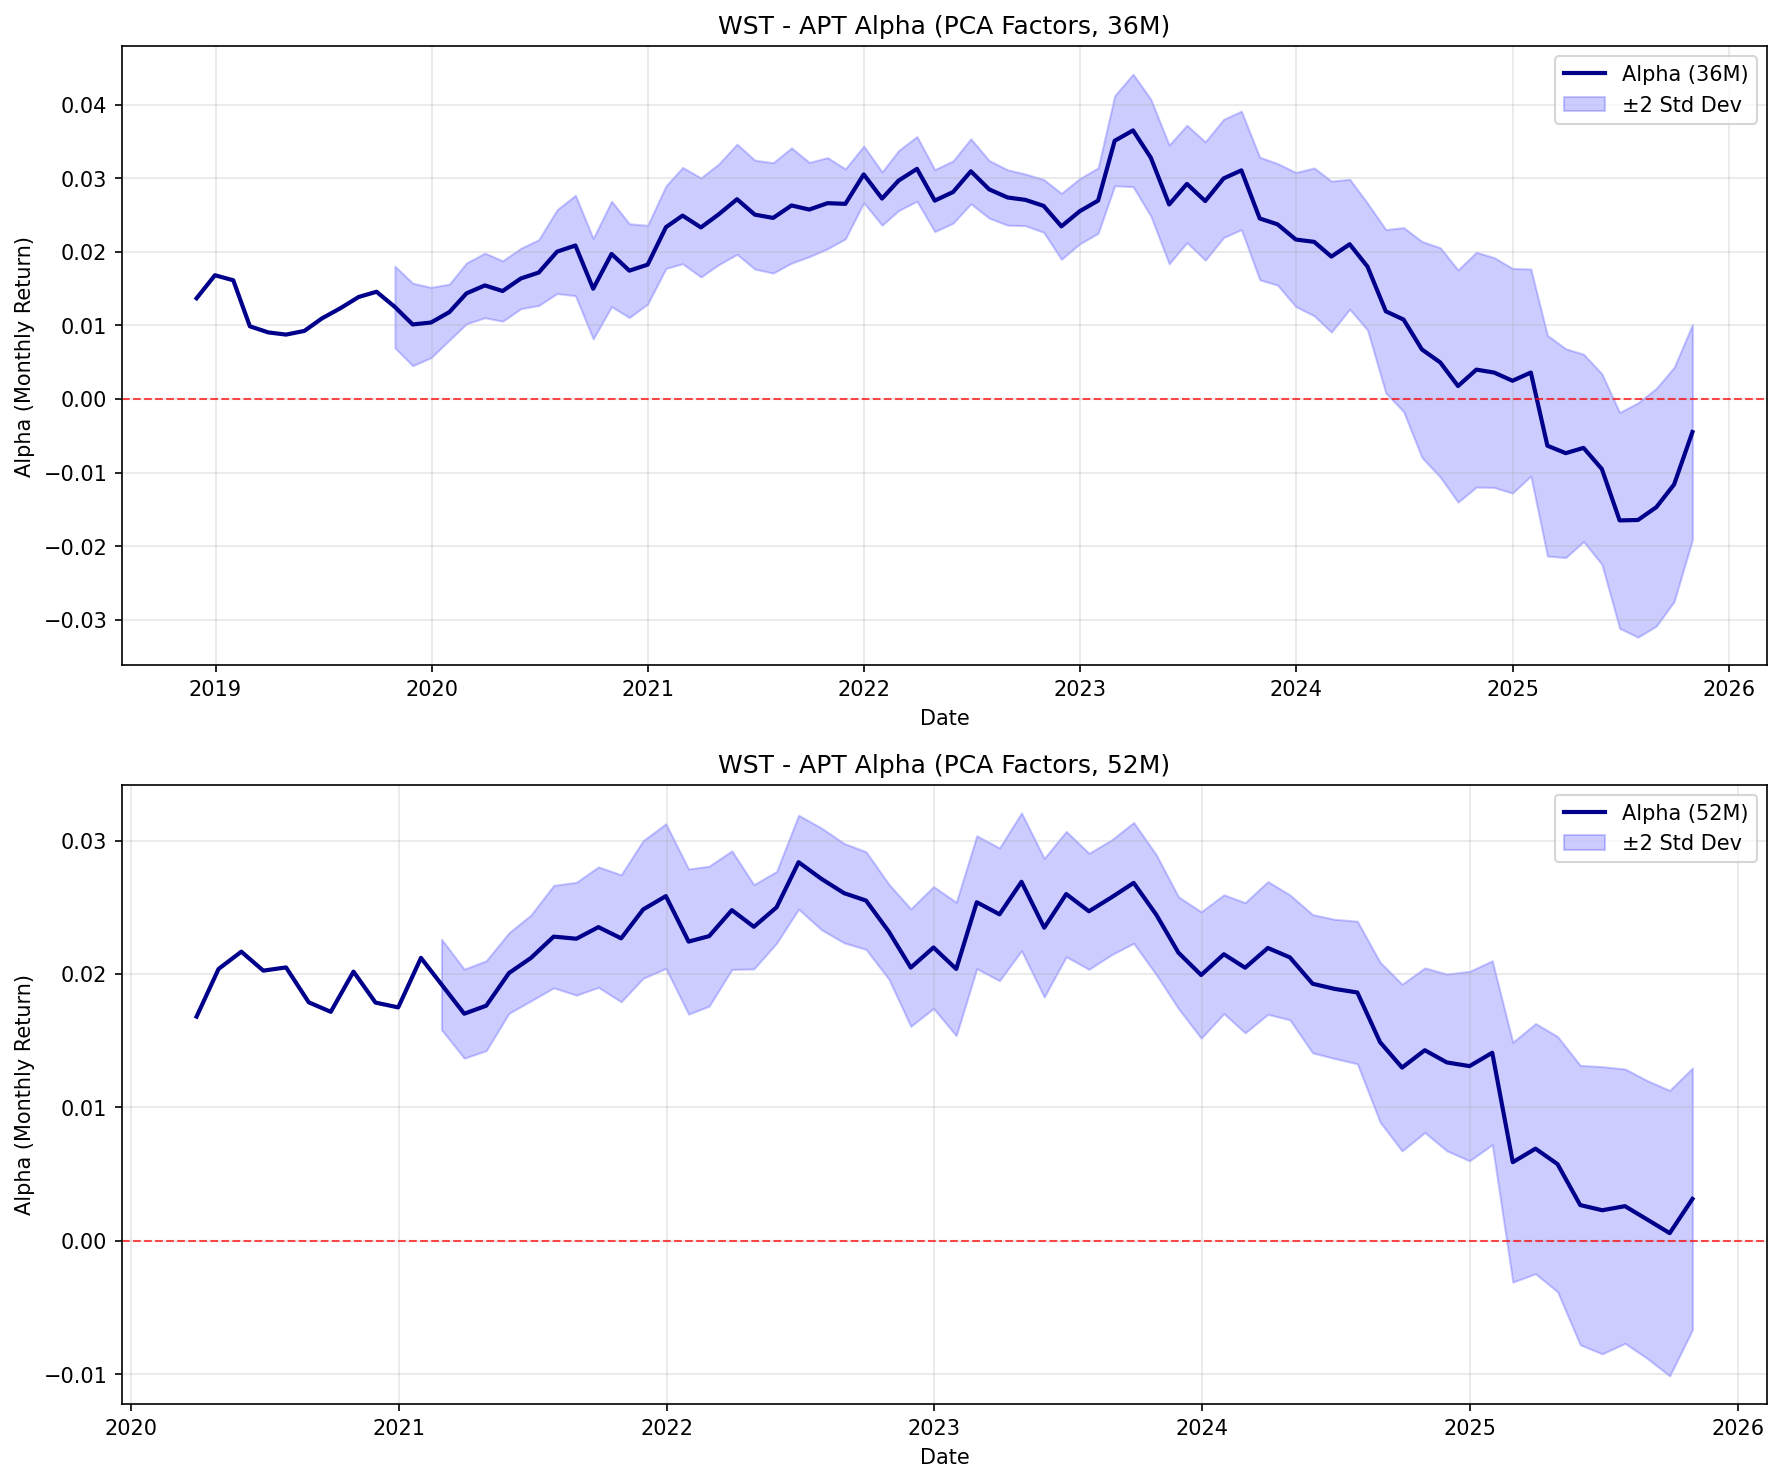 WST - APT Alpha (PCA Factors, 36M)
Alpha (36M)
±2 Std Dev
Alpha (Monthly Return)
0.04
0.03
0.02
0.01
0.00
−0.01
−0.02
−0.03
2019 2020 2021 2022 2023 2024 2025 2026
Date
WST - APT Alpha (PCA Factors, 52M)
Alpha (52M)
±2 Std Dev
Alpha (Monthly Return)
0.03
0.02
0.01
0.00
−0.01
2020 2021 2022 2023 2024 2025 2026
Date